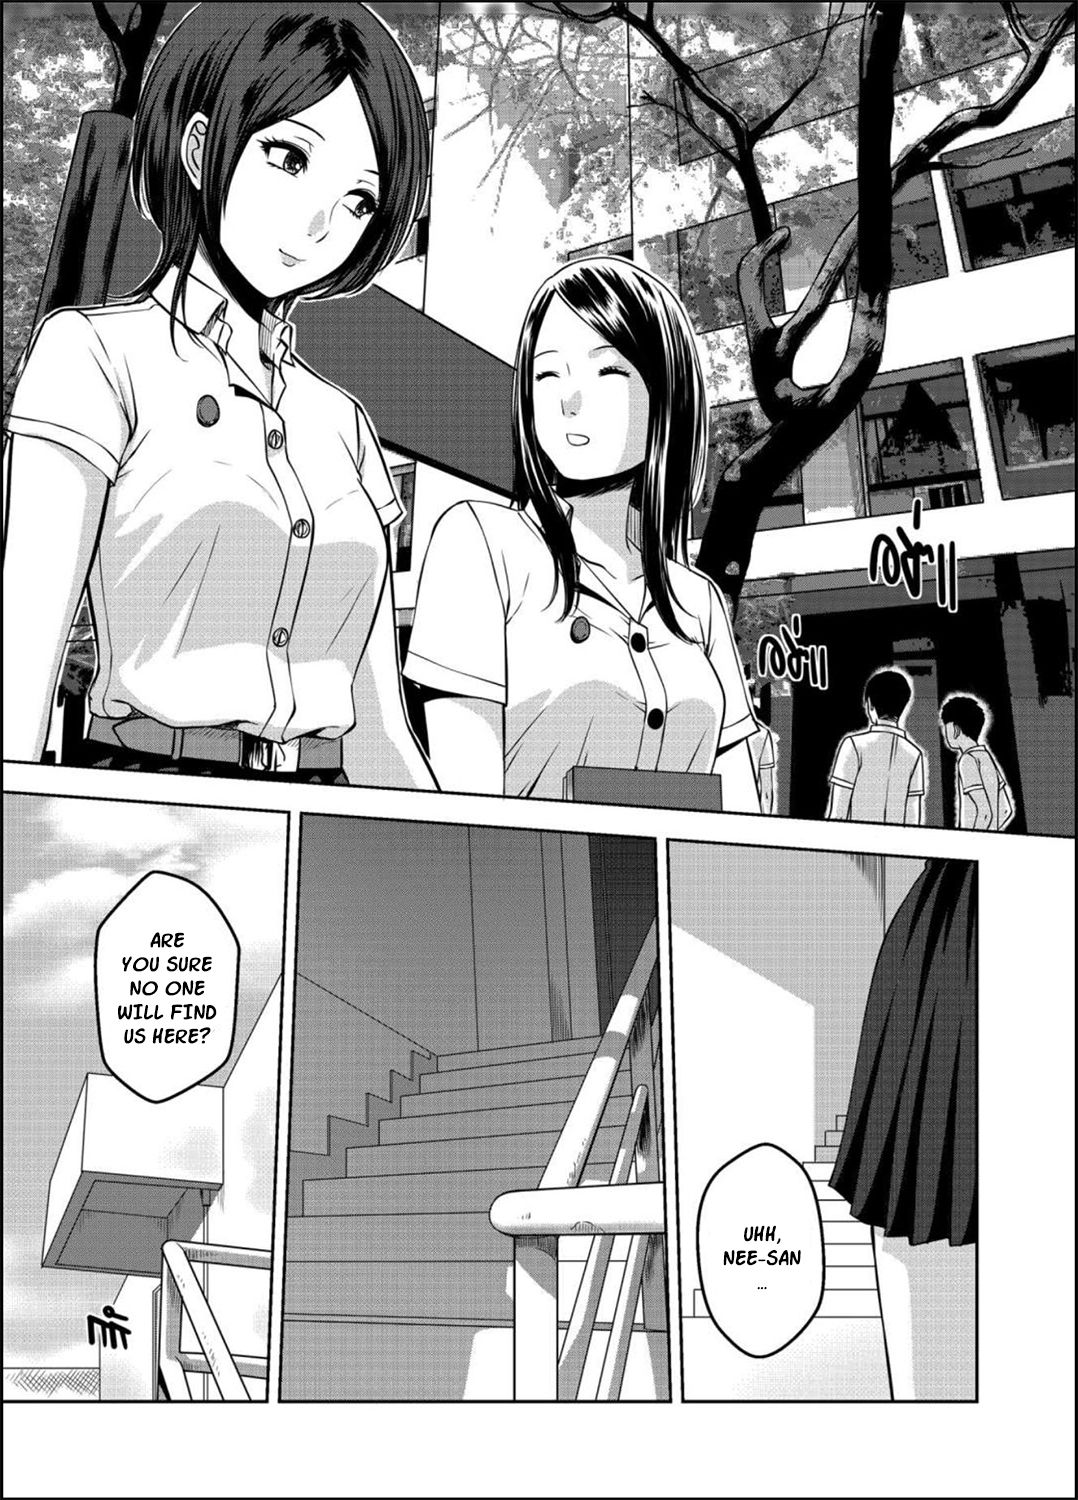 UHH,
NEE-SAN
...
ARE
YOU SURE
NO ONE
WILL FIND
US HERE?